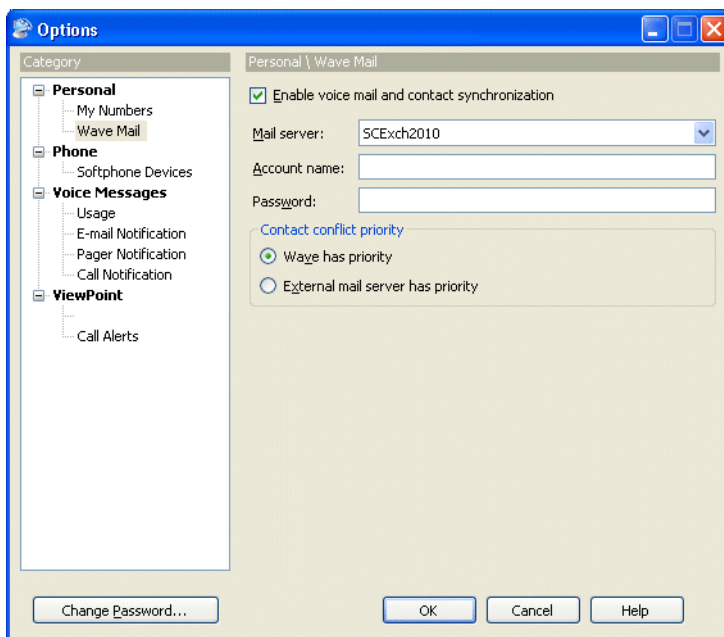 Options
Category
Personal
My Numbers
Wave Mail
Phone
Softphone Devices
Voice Messages
Usage
E-mail Notification
Pager Notification
Call Notification
ViewPoint
Call Alerts
Personal \ Wave Mail
Enable voice mail and contact synchronization
Mail server: SCExch2010
Account name:
Password:
Contact conflict priority
Wave has priority
External mail server has priority
Change Password... OK Cancel Help